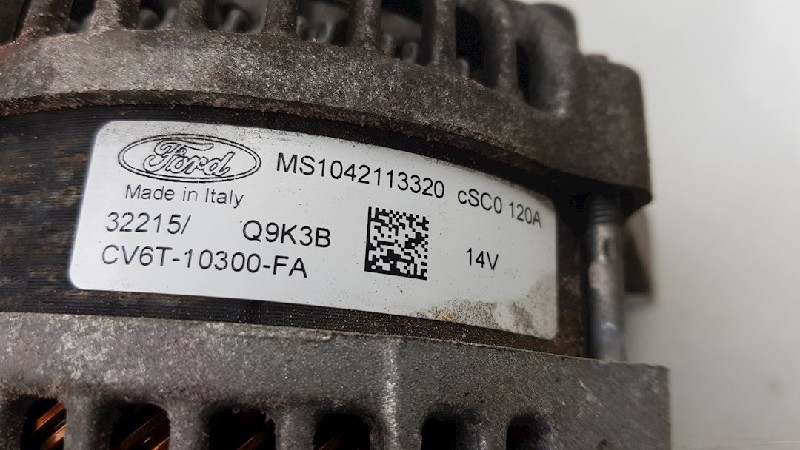 Ford MS1042113320 cSC0 120A
Made in Italy
32215/ Q9K3B 14V
CV6T-10300-FA